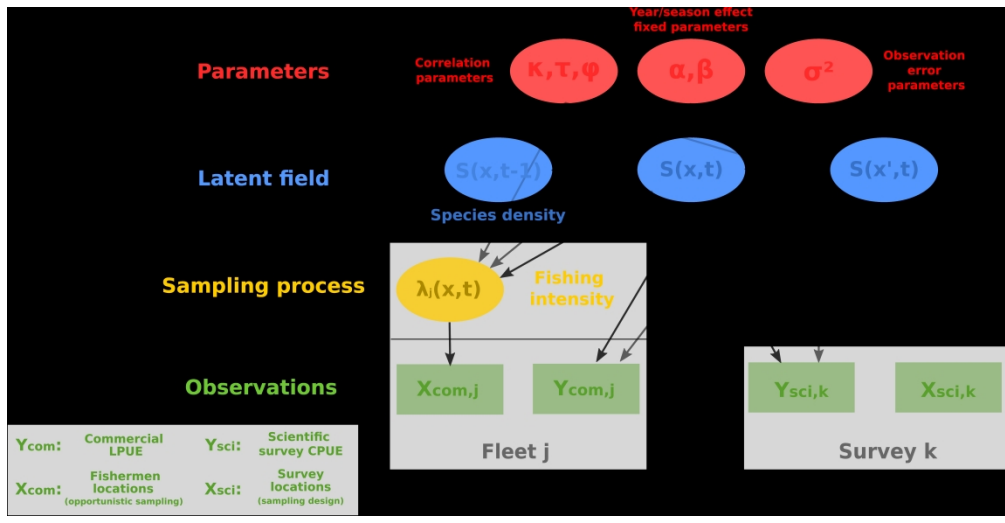 Year/season effect
fixed parameters
Parameters
Correlation
parameters
κ,τ,φ
α,β
σ²
Observation
error
parameters
Latent field
S(x,t-1)
S(x,t)
S(x',t)
Species density
Sampling process
λj(x,t)
Fishing
intensity
Observations
Xcom,j
Ycom,j
Ysci,k
Xsci,k
Fleet j
Survey k
Ycom:
Commercial
LPUE
Ysci:
Scientific
survey CPUE
Xcom:
Fishermen
locations
(opportunistic sampling)
Xsci:
Survey
locations
(sampling design)